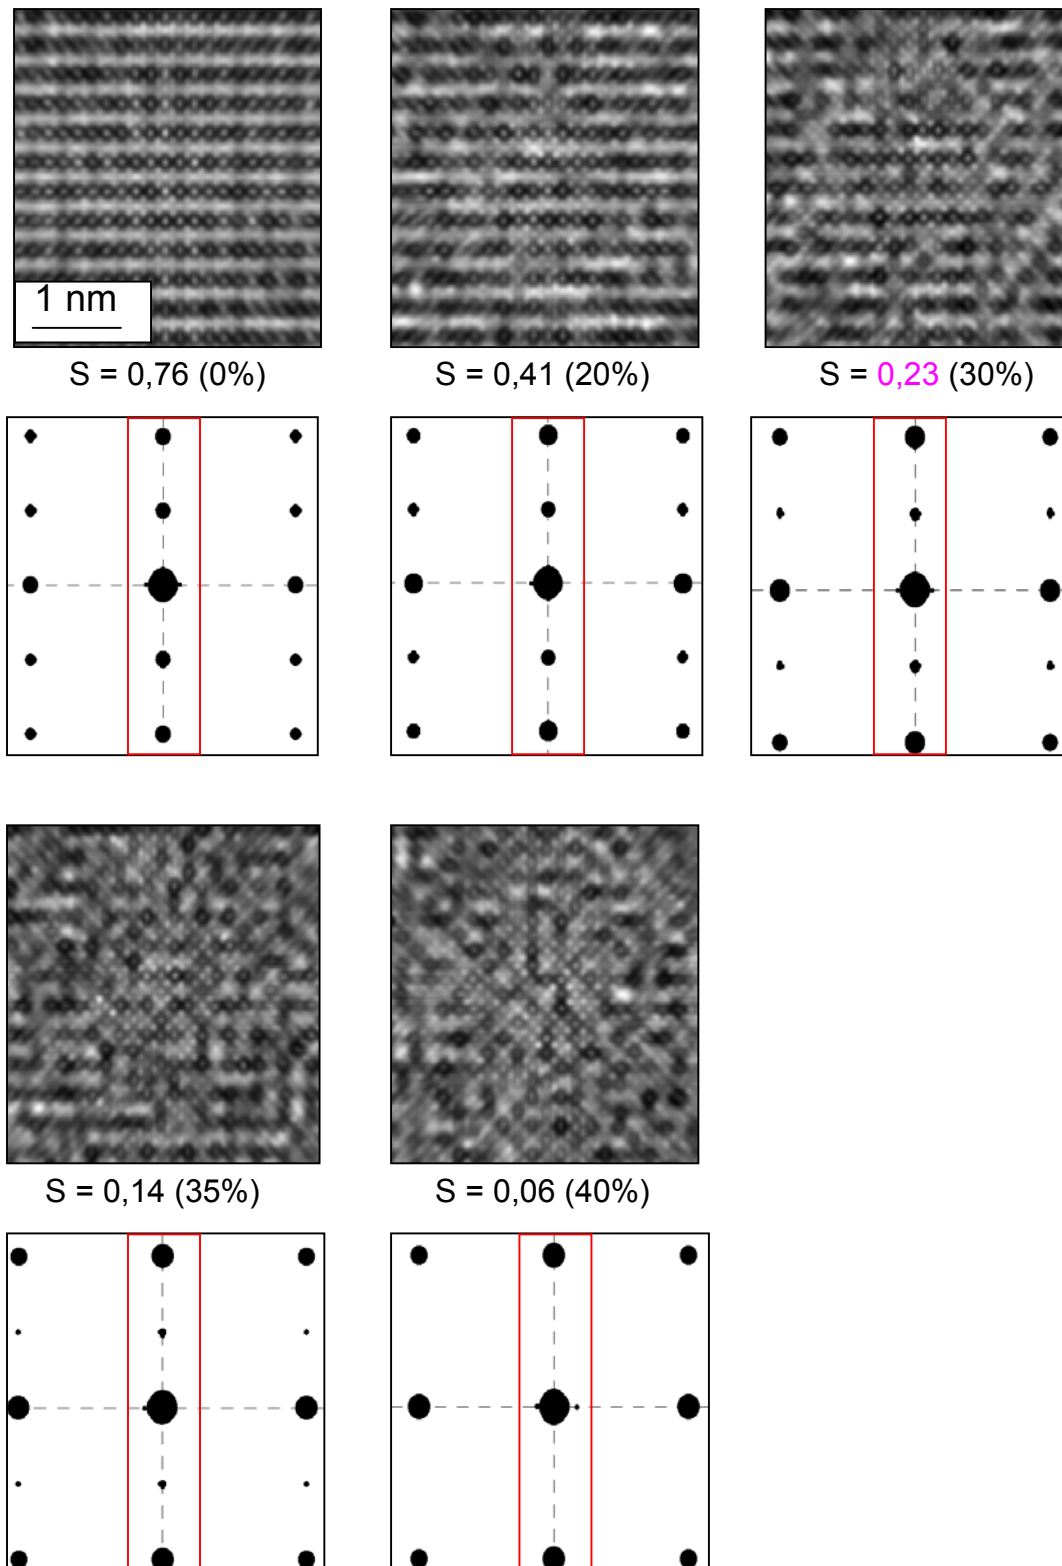 1 nm
S = 0,76 (0%)
S = 0,41 (20%)
S = 0,23 (30%)
S = 0,14 (35%)
S = 0,06 (40%)